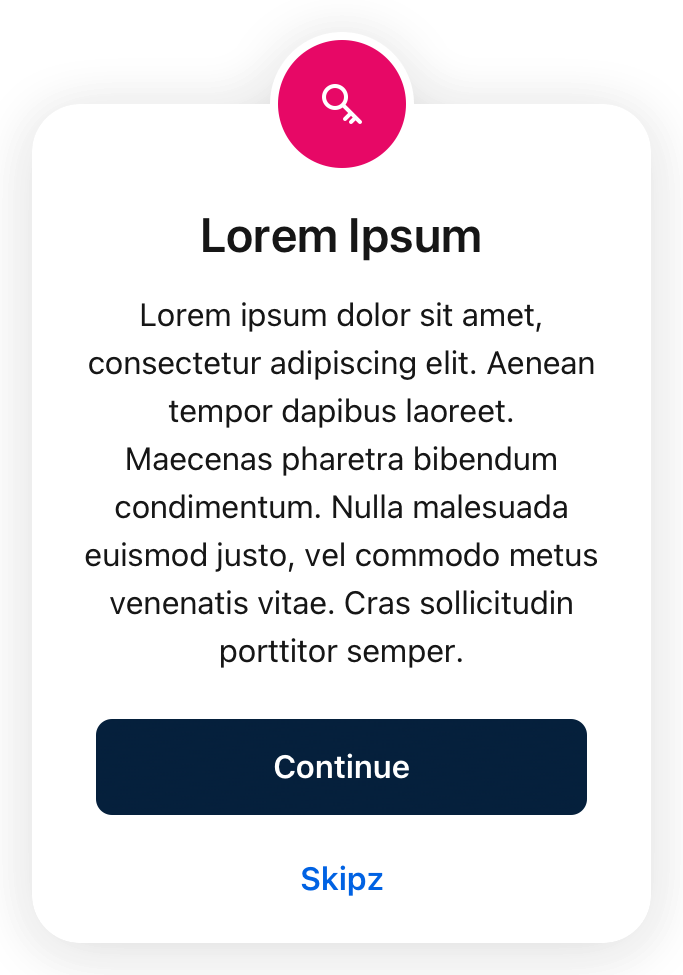 Lorem Ipsum
Lorem ipsum dolor sit amet,
consectetur adipiscing elit. Aenean
tempor dapibus laoreet.
Maecenas pharetra bibendum
condimentum. Nulla malesuada
euismod justo, vel commodo metus
venenatis vitae. Cras sollicitudin
porttitor semper.
Continue
Skipz